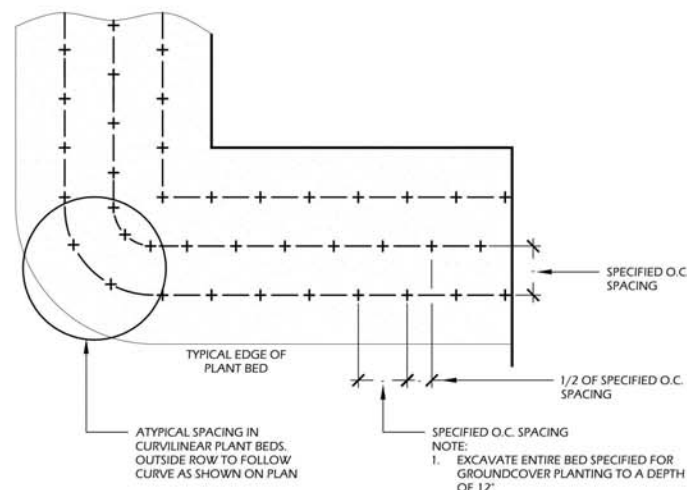 SPECIFIED O.C.
SPACING
TYPICAL EDGE OF
PLANT BED
1/2 OF SPECIFIED O.C.
SPACING
ATYPICAL SPACING IN
CURVILINEAR PLANT BEDS.
OUTSIDE ROW TO FOLLOW
CURVE AS SHOWN ON PLAN
SPECIFIED O.C. SPACING
NOTE:
1. EXCAVATE ENTIRE BED SPECIFIED FOR
GROUNDCOVER PLANTING TO A DEPTH
OF 12"